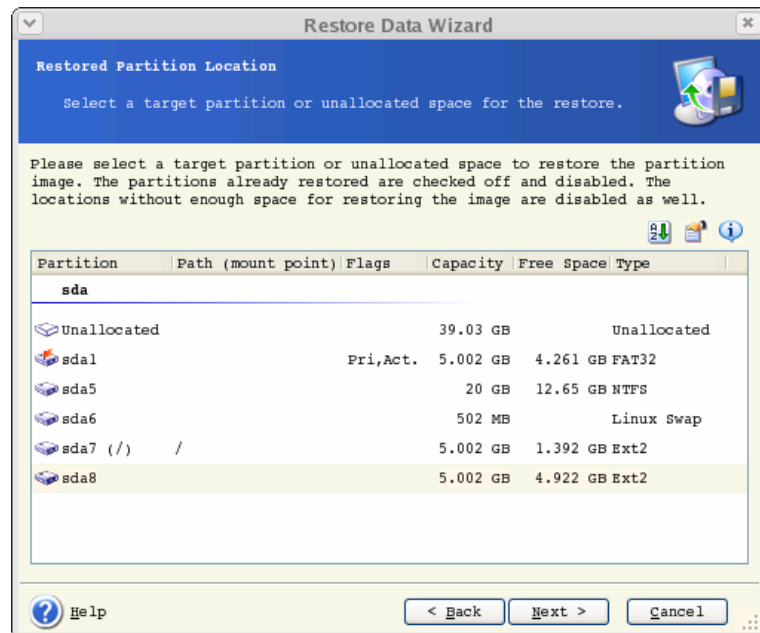 Restore Data Wizard
Restored Partition Location
Select a target partition or unallocated space for the restore.
Please select a target partition or unallocated space to restore the partition
image. The partitions already restored are checked off and disabled. The
locations without enough space for restoring the image are disabled as well.
Partition Path (mount point) Flags Capacity Free Space Type
sda
Unallocated 39.03 GB Unallocated
sda1 Pri,Act. 5.002 GB 4.261 GB FAT32
sda5 20 GB 12.65 GB NTFS
sda6 502 MB Linux Swap
sda7 (/) / 5.002 GB 1.392 GB Ext2
sda8 5.002 GB 4.922 GB Ext2
Help < Back Next > Cancel